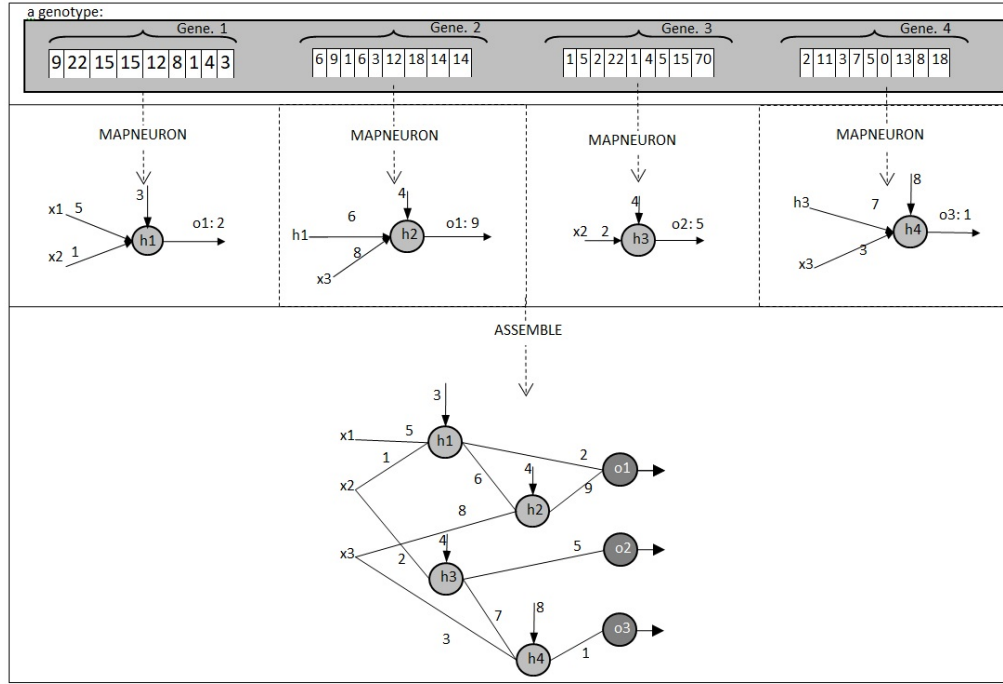 a genotype:
Gene. 1 Gene. 2 Gene. 3 Gene. 4
9 22 15 15 12 8 1 4 3
6 9 1 6 3 12 18 14 14
1 5 2 22 1 4 5 15 70
2 11 3 7 5 0 13 8 18
MAPNEURON MAPNEURON MAPNEURON MAPNEURON
3
x1 5
h1 o1: 2
x2 1
4
6
h1 h2 o1: 9
8
x3
4
x2 2 h3 o2: 5
8
h3 7
h4 o3: 1
x3 3
ASSEMBLE
3
x1 5 h1
1 2 o1
x2 6 4 9
8 h2
x3 2 4 5 o2
h3
7 8 o3
3 h4 1